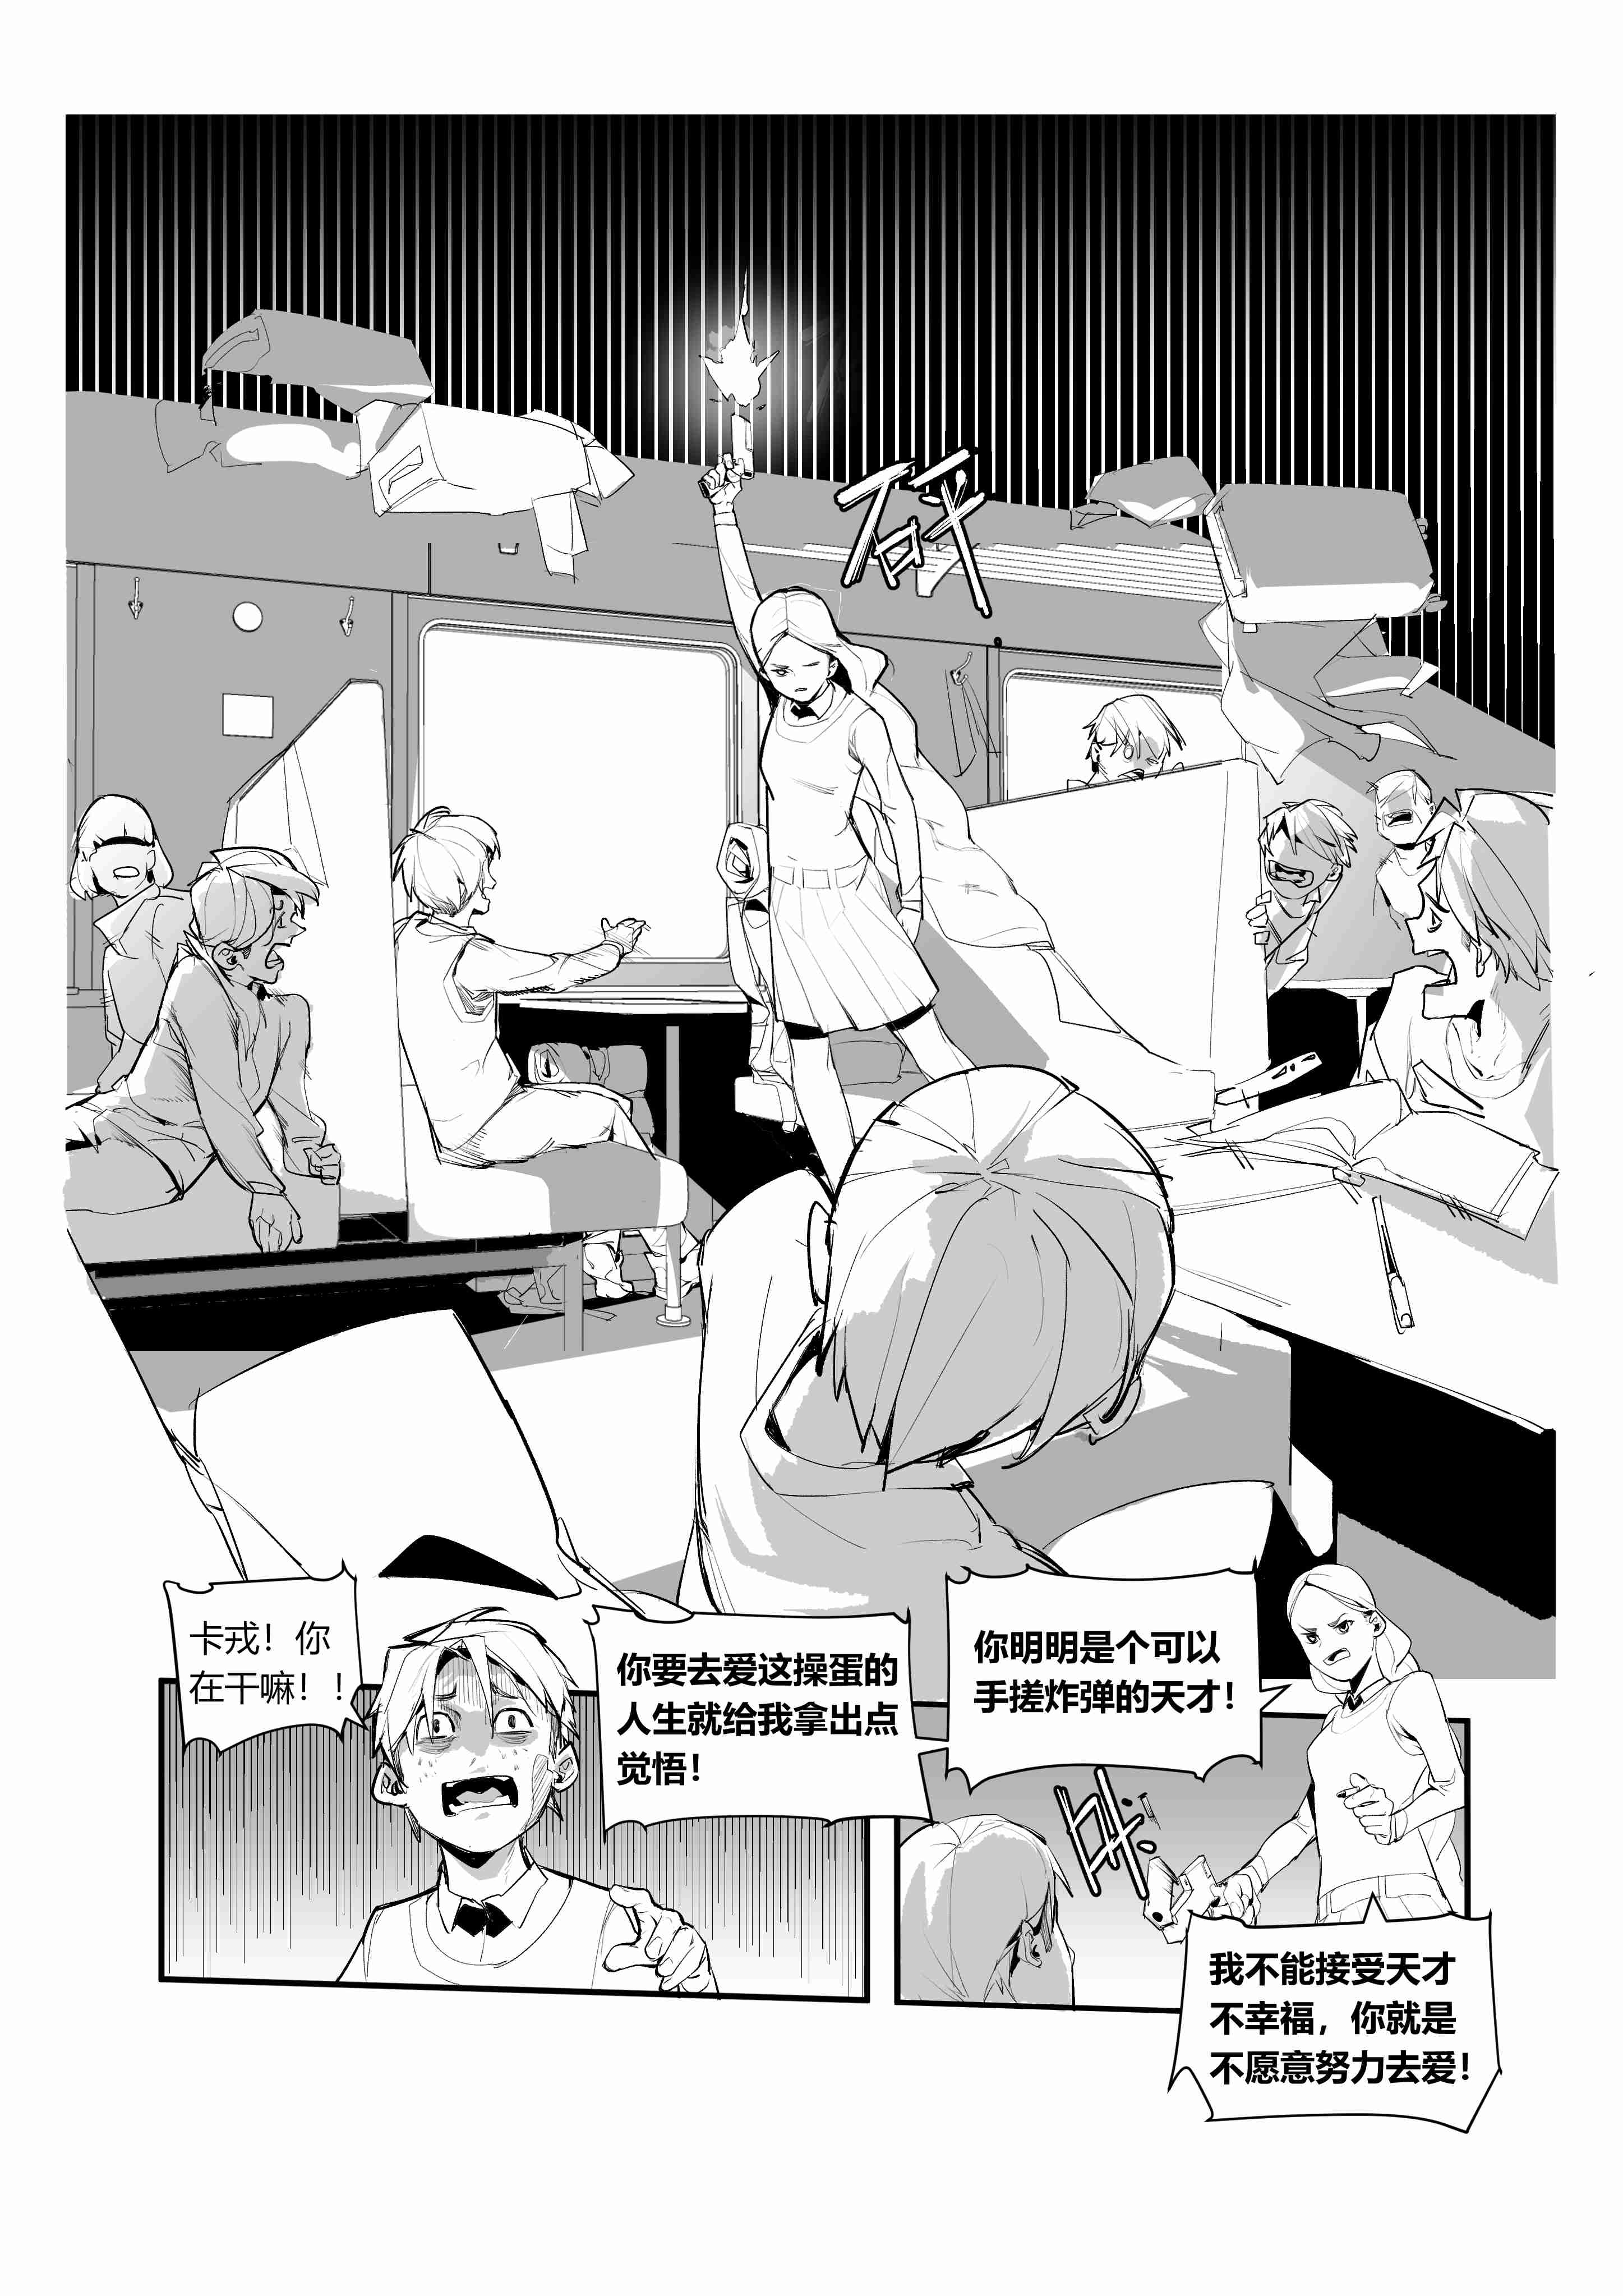 砰
卡戎！你
在干嘛！！
你要去爱这操蛋的
人生就给我拿出点
觉悟！
你明明是个可以
手搓炸弹的天才！
咔
我不能接受天才
不幸福，你就是
不愿意努力去爱！